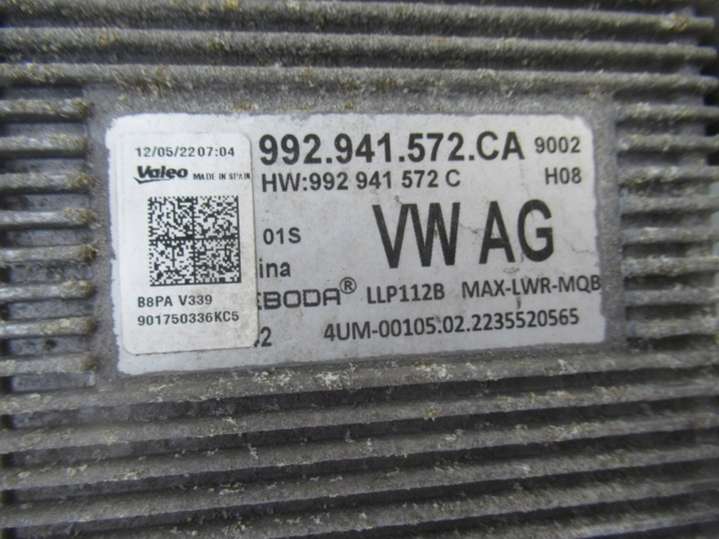 12/05/22 07:04
Valeo MADE IN SPAIN
B8PA V339
901750336KC5
992.941.572.CA 9002
HW:992 941 572 C H08
01S VW AG
ina
EBODA® LLP112B MAX-LWR-MQB
2 4UM-00105.02.2235520565